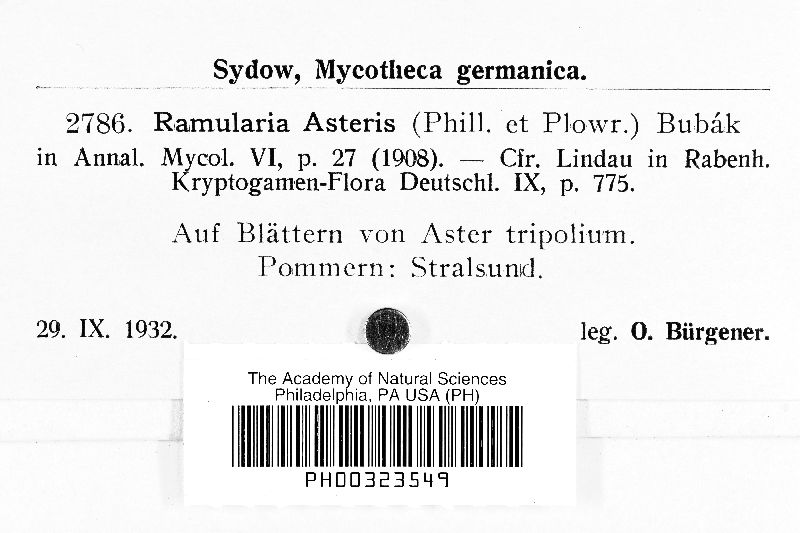 Sydow, Mycotheca germanica.
2786. Ramularia Asteris (Phill. et Plowr.) Bubák
in Annal. Mycol. VI, p. 27 (1908). — Cfr. Lindau in Rabenh.
Kryptogamen-Flora Deutschl. IX, p. 775.
Auf Blättern von Aster tripolium.
Pommern: Stralsund.
29. IX. 1932. leg. O. Bürgener.
The Academy of Natural Sciences
Philadelphia, PA USA (PH)
PH00323549